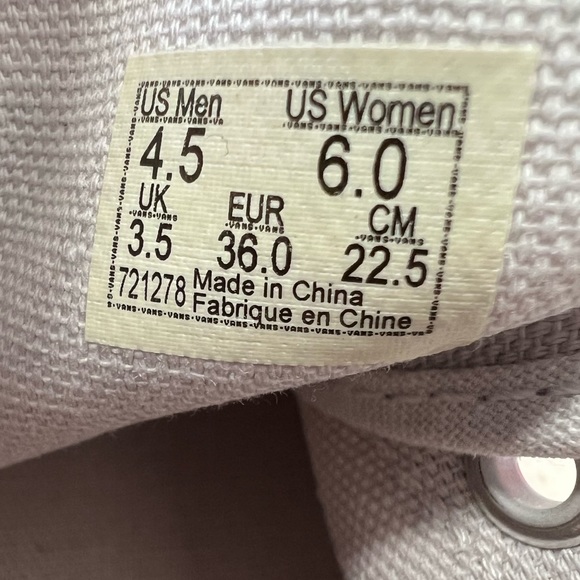 US Men US Women
4.5 6.0
UK EUR CM
3.5 36.0 22.5
721278 Made in China
Fabrique en Chine